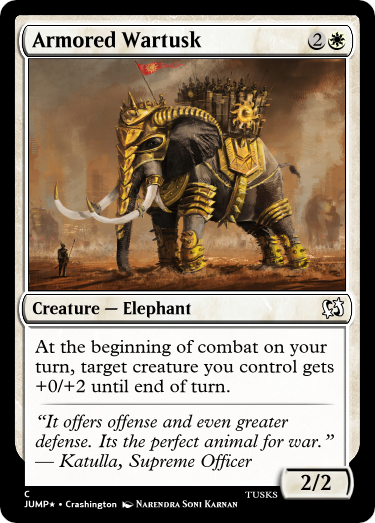 Armored Wartusk
2
Creature — Elephant
At the beginning of combat on your
turn, target creature you control gets
+0/+2 until end of turn.
“It offers offense and even greater
defense. Its the perfect animal for war.”
— Katulla, Supreme Officer
2/2
C
TUSKS
JUMP★ • Crashington Narendra Soni Karnan